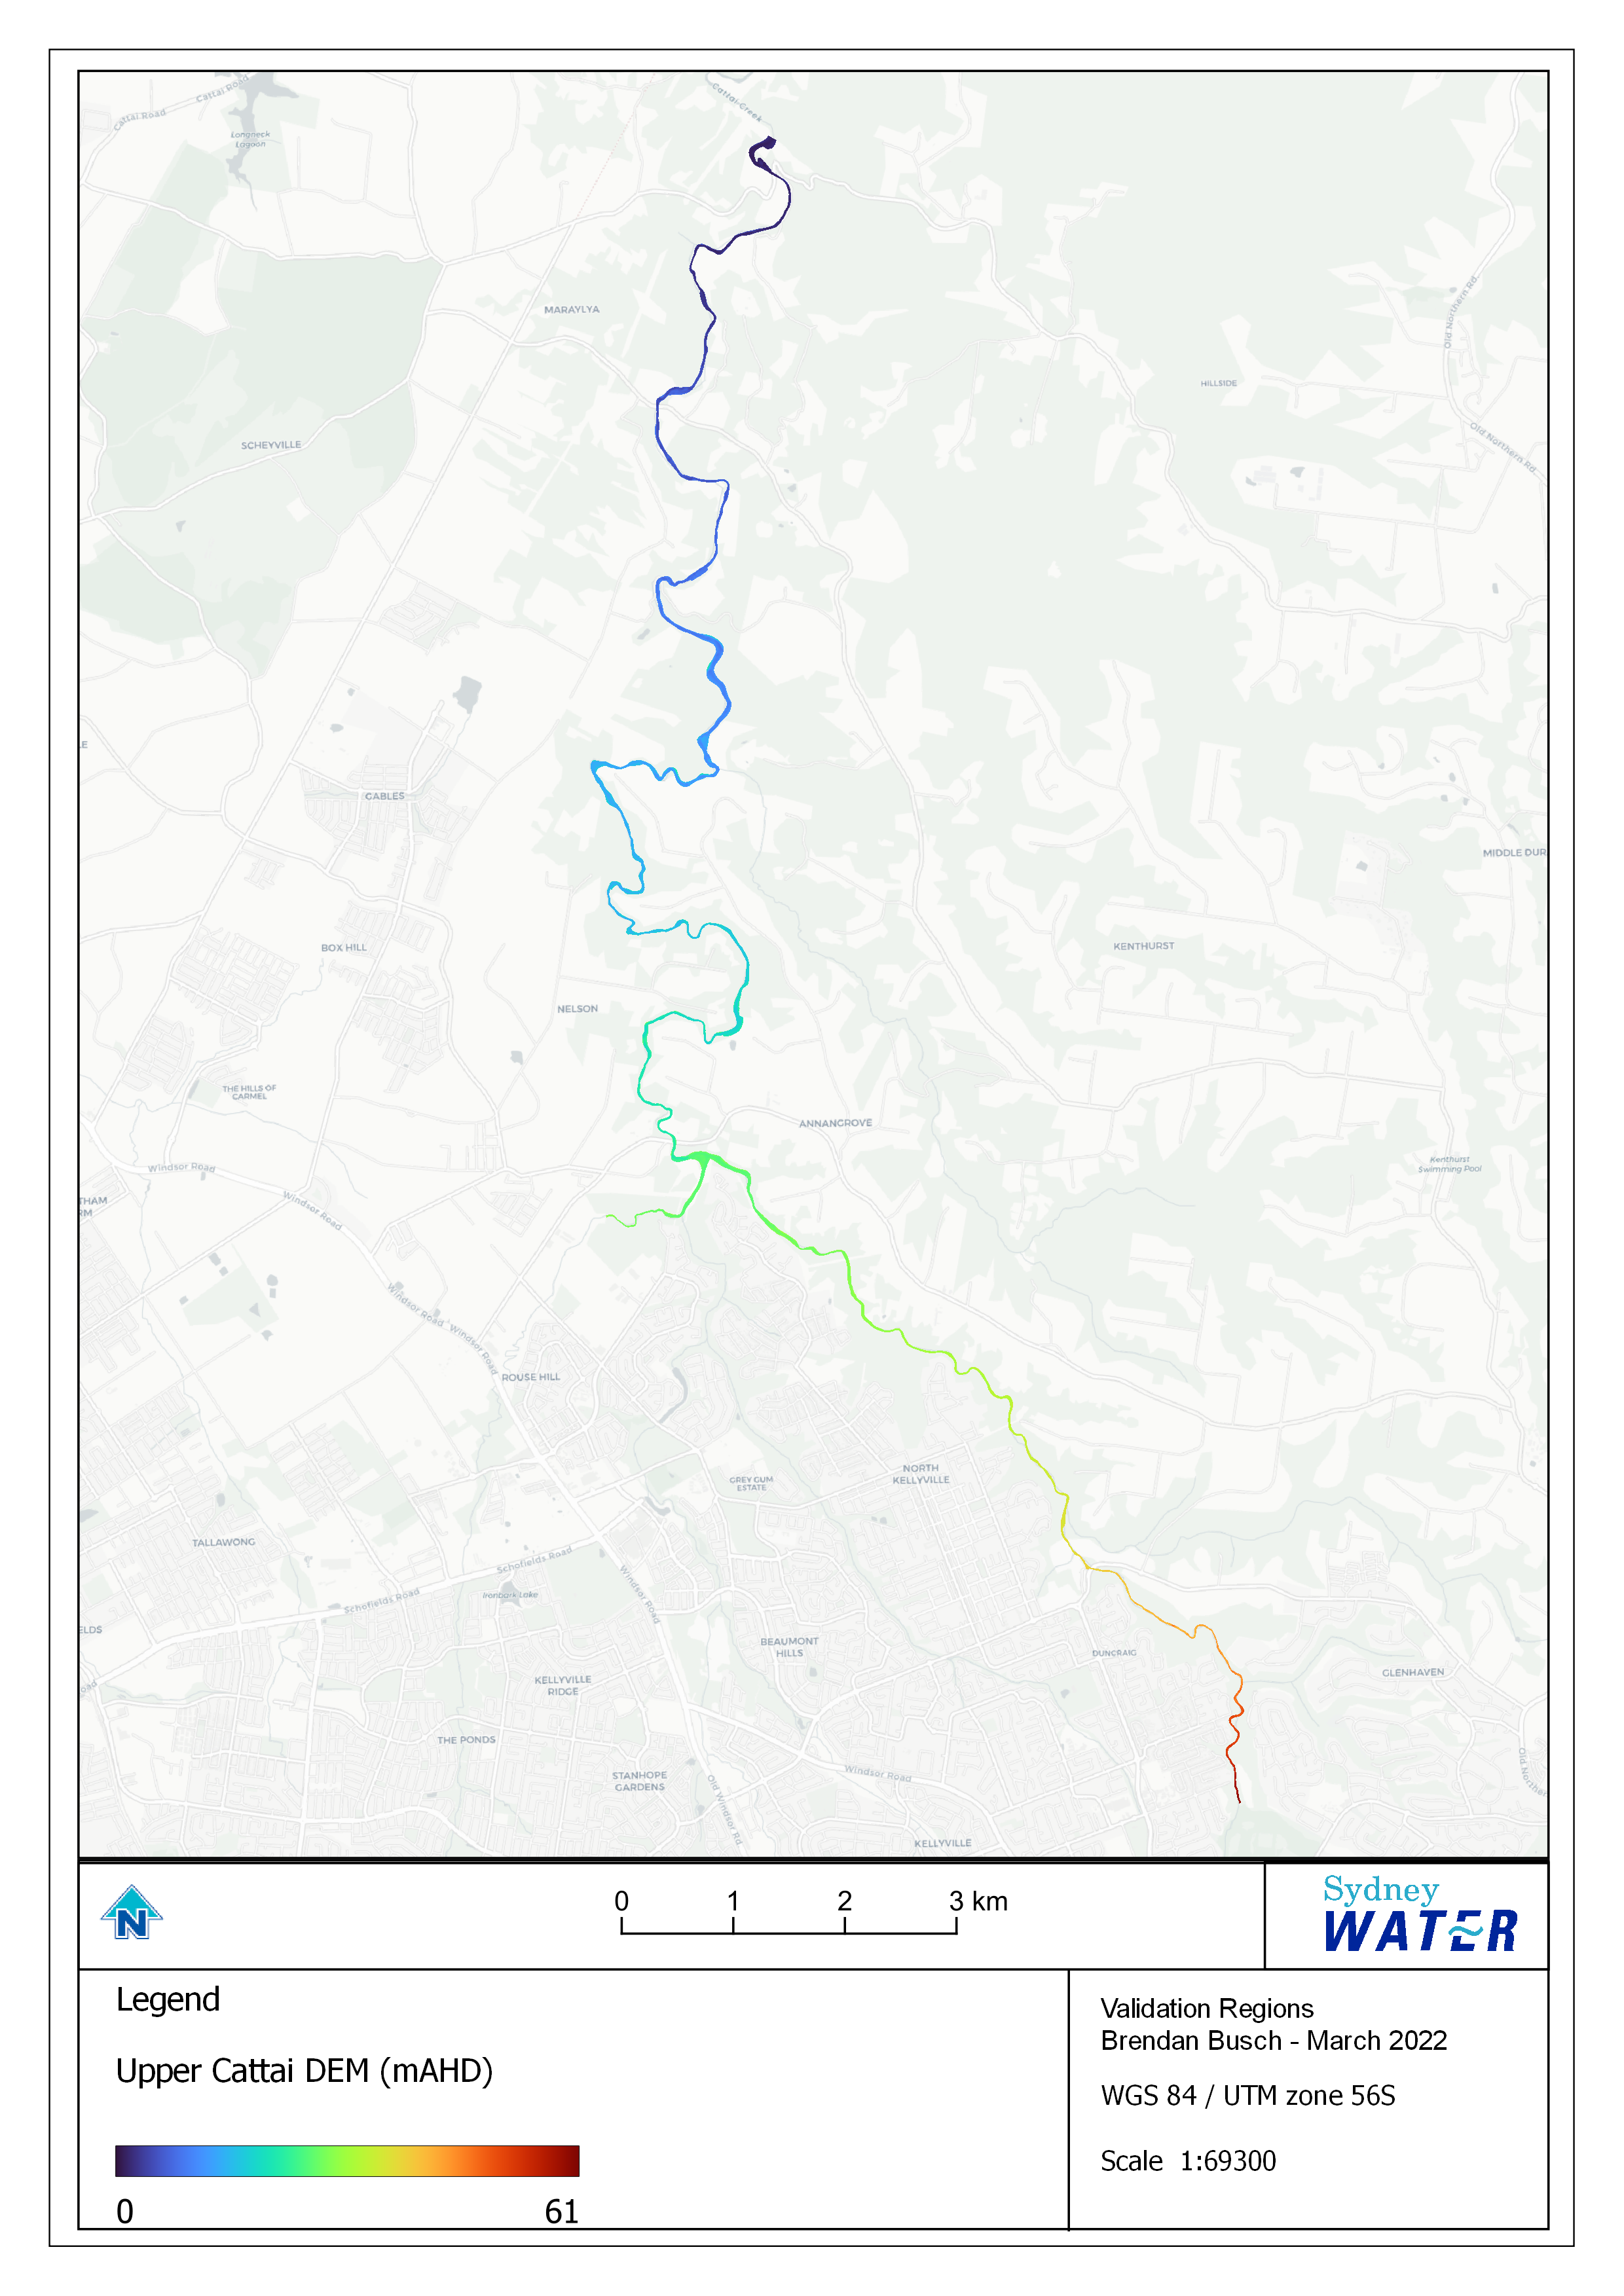 Cattai Road
Cattai Road
Cattai-Creek
Longneck
Lagoon
MARAYLYA
Old Northern Rd
HILLSIDE
Old Northern Rd
SCHEYVILLE
LE
GABLES
MIDDLE DUR
BOX HILL
KENTHURST
NELSON
THE HILLS OF
CARMEL
ANNANGROVE
Windsor Road
Kenthurst
Swimming Pool
THAM
RM
Windsor Road
Windsor Road
Windsor Road
ROUSE HILL
NORTH
KELLYVILLE
GREY GUM
ESTATE
TALLAWONG
Schofields Road
Windsor Road
Ironbark Lake
Schofields Road
ELDS
BEAUMONT
HILLS
DUNCRAIG
GLENHAVEN
KELLYVILLE
RIDGE
oad
THE PONDS
STANHOPE
GARDENS
Old Windsor Rd
Windsor Road
Old Norther
KELLYVILLE
N
0 1 2 3 km
Sydney
WATER
Legend
Upper Cattai DEM (mAHD)
0 61
Validation Regions
Brendan Busch - March 2022
WGS 84 / UTM zone 56S
Scale 1:69300